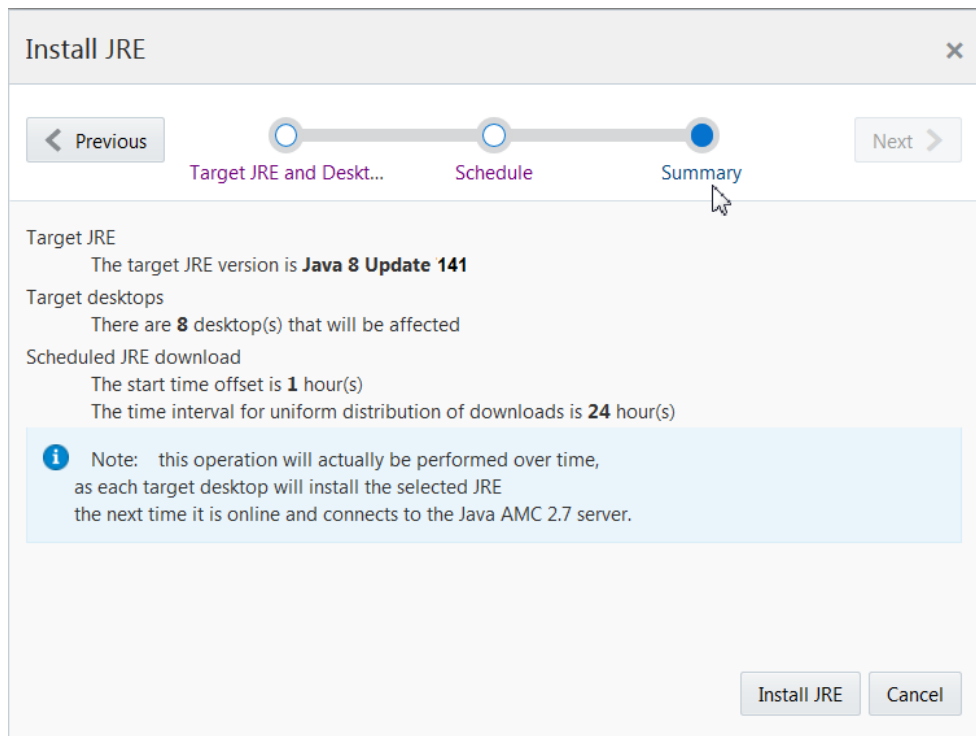 Install JRE
Previous
Next
Target JRE and Deskt...
Schedule
Summary
Target JRE
The target JRE version is Java 8 Update 141
Target desktops
There are 8 desktop(s) that will be affected
Scheduled JRE download
The start time offset is 1 hour(s)
The time interval for uniform distribution of downloads is 24 hour(s)
Note: this operation will actually be performed over time,
as each target desktop will install the selected JRE
the next time it is online and connects to the Java AMC 2.7 server.
Install JRE
Cancel